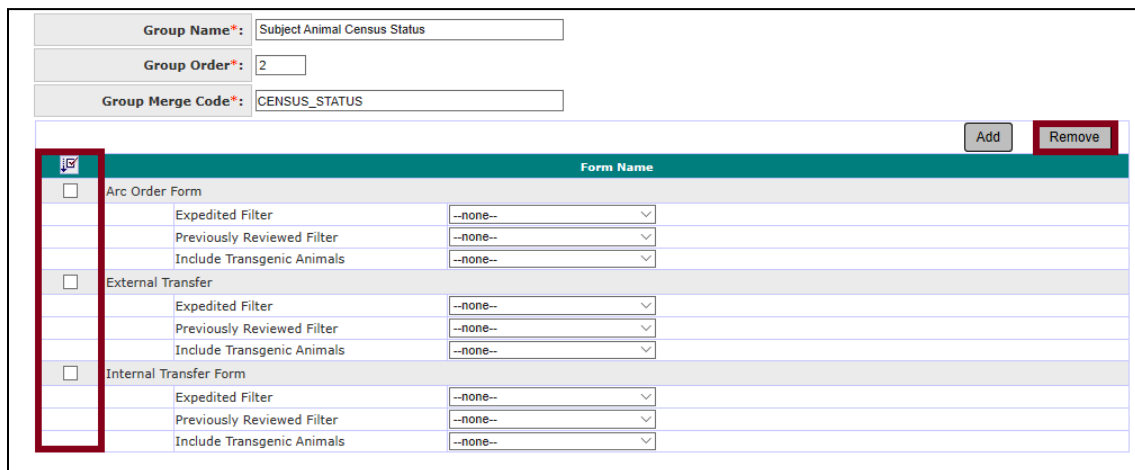 Group Name*: Subject Animal Census Status
Group Order*: 2
Group Merge Code*: CENSUS_STATUS
Add Remove
Form Name
Arc Order Form
Expedited Filter --none--
Previously Reviewed Filter --none--
Include Transgenic Animals --none--
External Transfer
Expedited Filter --none--
Previously Reviewed Filter --none--
Include Transgenic Animals --none--
Internal Transfer Form
Expedited Filter --none--
Previously Reviewed Filter --none--
Include Transgenic Animals --none--